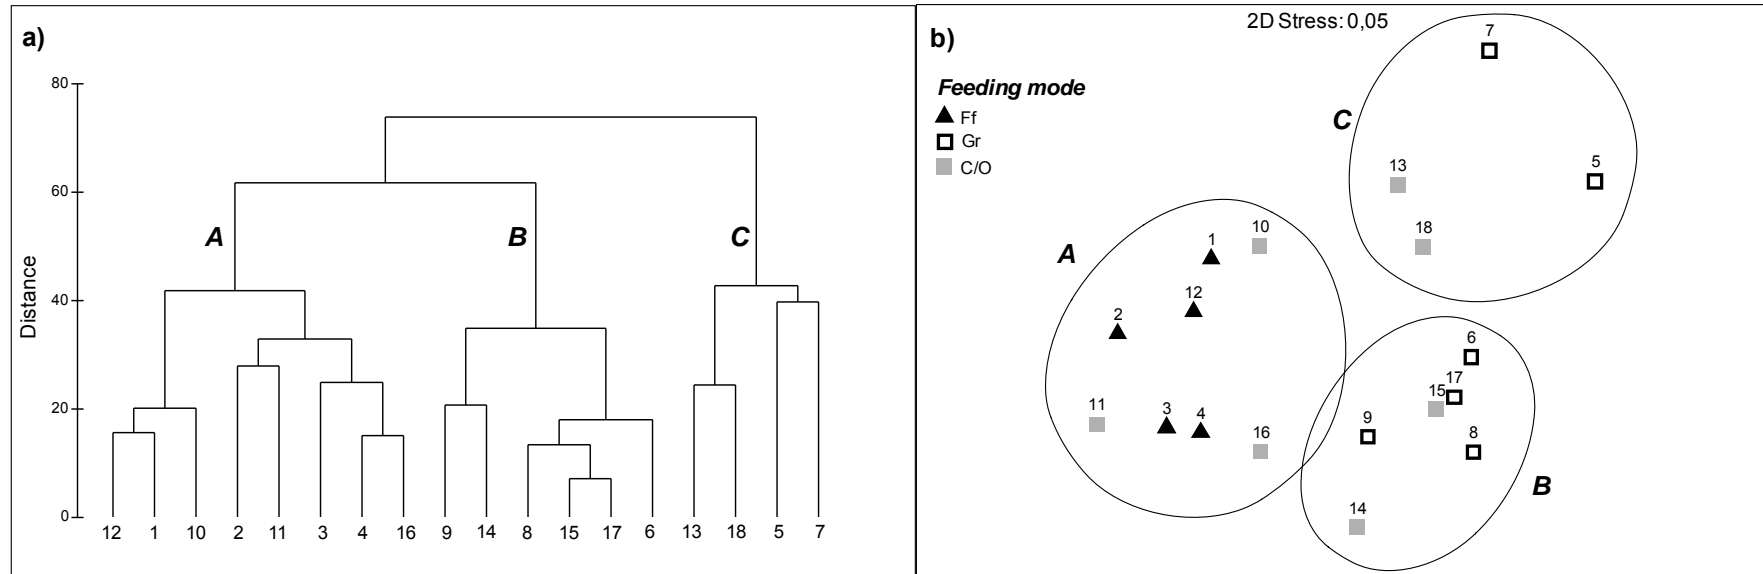 a)
80
60
40
20
0
Distance
A
B
C
12 1 10 2 11 3 4 16 9 14 8 15 17 6 13 18 5 7
b)
2D Stress: 0,05
Feeding mode
Ff
Gr
C/O
C
7
13
5
18
A
1
10
12
2
11
3
4
16
B
6
17
15
9
8
14